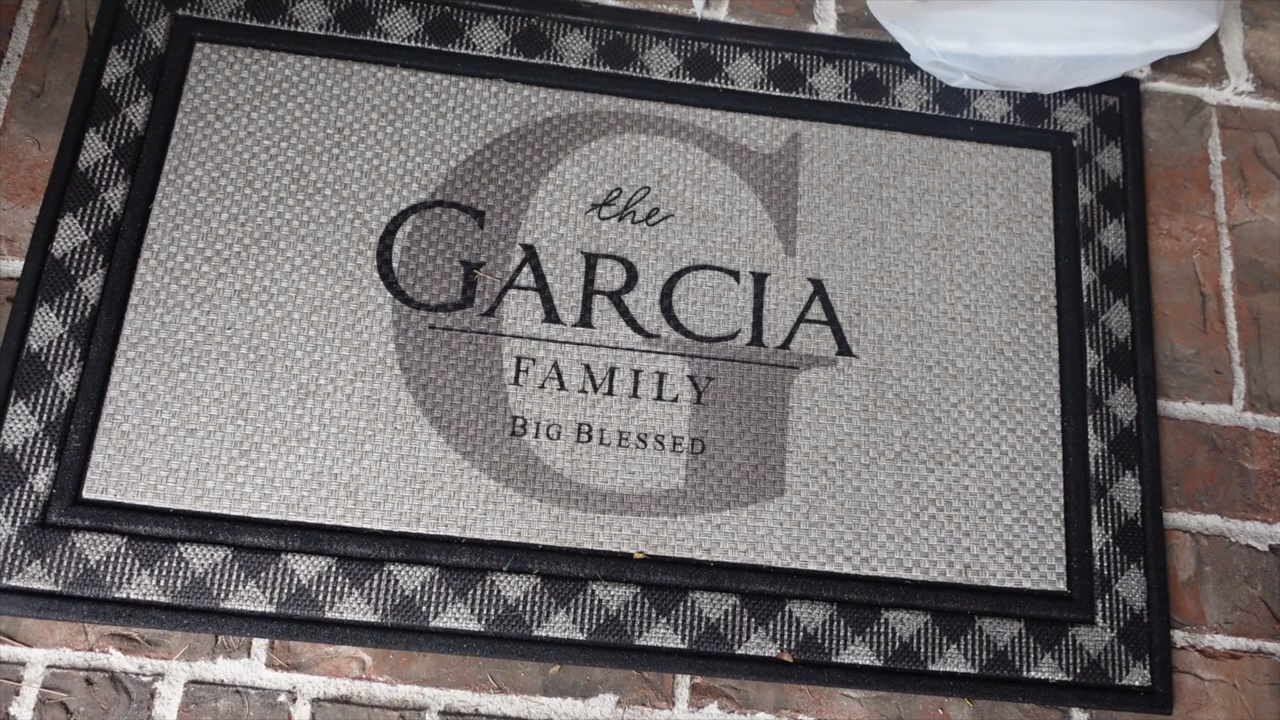 G
the
GARCIA
FAMILY
BIG BLESSED